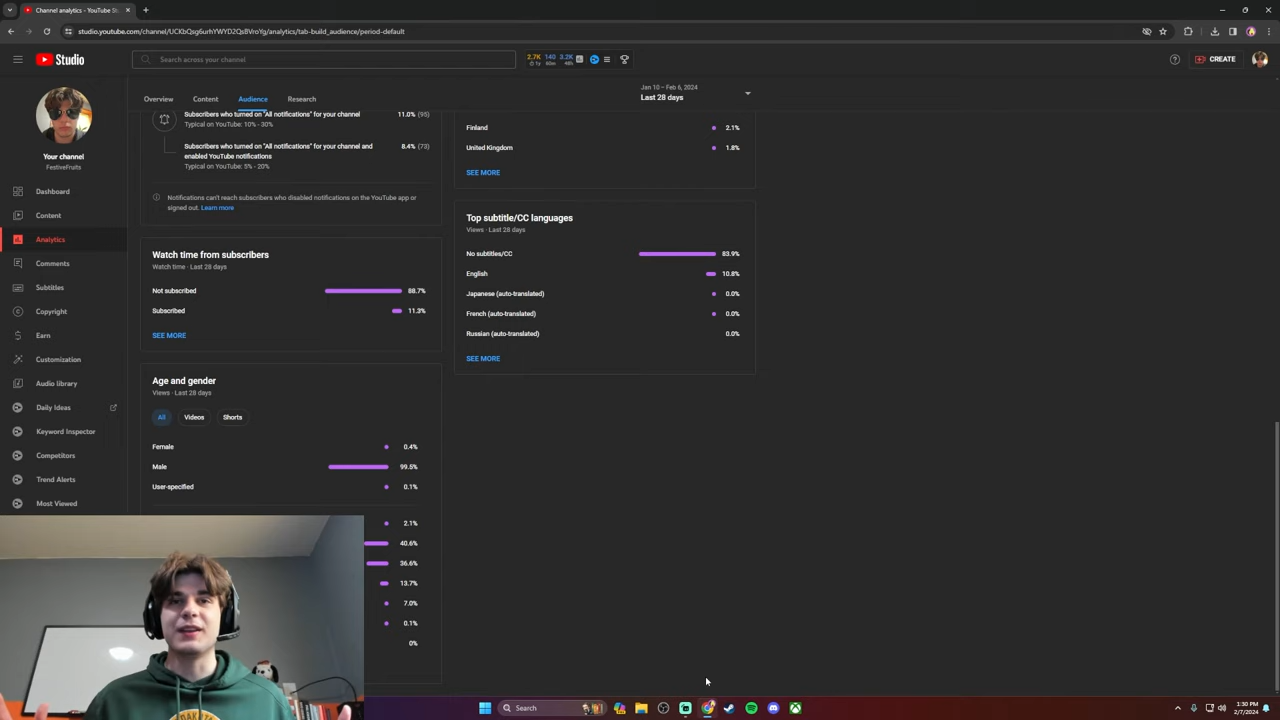 Channel analytics - YouTube St
studio.youtube.com/channel/UCKbQsg6urhYWYD2QsBVroYg/analytics/tab-build_audience/period-default
Studio
Search across your channel
2.7K
1y
140
60m
3.2K
48h
CREATE
Your channel
FestiveFruits
Dashboard
Content
Analytics
Comments
Subtitles
Copyright
Earn
Customization
Audio library
Daily Ideas
Keyword Inspector
Competitors
Trend Alerts
Most Viewed
Overview
Content
Audience
Research
Jan 10 – Feb 6, 2024
Last 28 days
Subscribers who turned on "All notifications" for your channel
11.0% (95)
Typical on YouTube: 10% - 30%
Subscribers who turned on "All notifications" for your channel and
enabled YouTube notifications
8.4% (73)
Typical on YouTube: 5% - 20%
Notifications can't reach subscribers who disabled notifications on the YouTube app or
signed out. Learn more
Watch time from subscribers
Watch time · Last 28 days
Not subscribed
88.7%
Subscribed
11.3%
SEE MORE
Age and gender
Views · Last 28 days
All
Videos
Shorts
Female
0.4%
Male
99.5%
User-specified
0.1%
2.1%
40.6%
36.6%
13.7%
7.0%
0.1%
0%
Finland
2.1%
United Kingdom
1.8%
SEE MORE
Top subtitle/CC languages
Views · Last 28 days
No subtitles/CC
83.9%
English
10.8%
Japanese (auto-translated)
0.0%
French (auto-translated)
0.0%
Russian (auto-translated)
0.0%
SEE MORE
Search
1:30 PM
2/7/2024